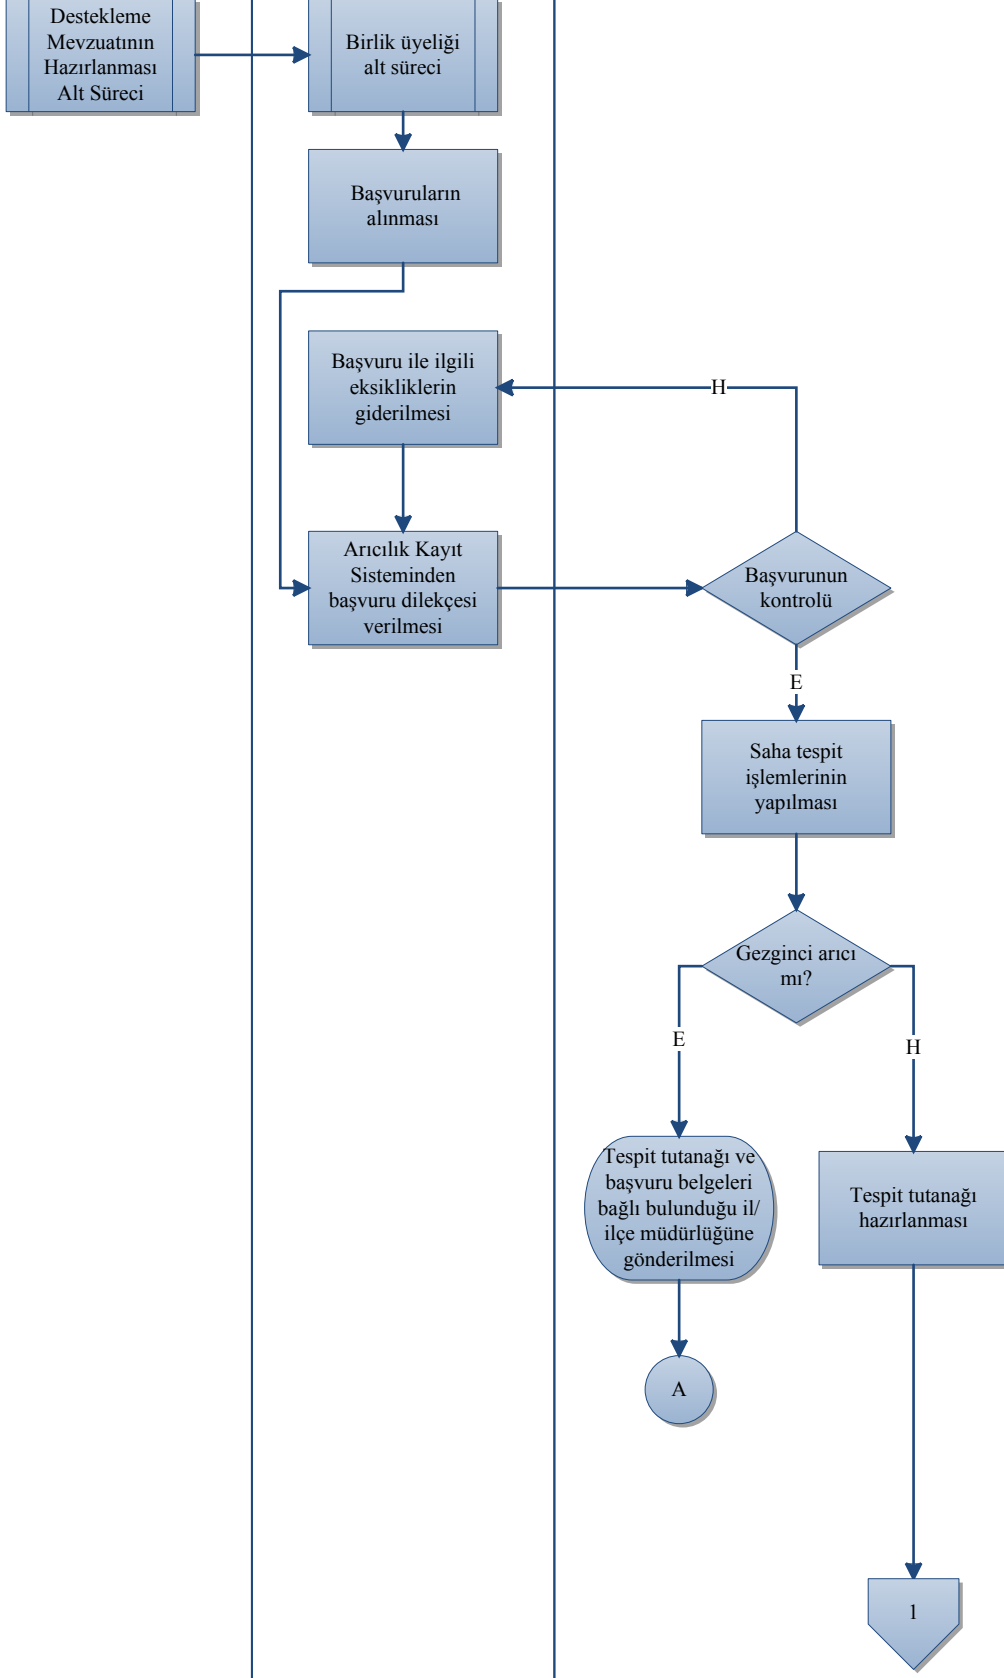 Destekleme
Mevzuatının
Hazırlanması
Alt Süreci
Birlik üyeliği
alt süreci
Başvuruların
alınması
Başvuru ile ilgili
eksikliklerin
giderilmesi
H
Arıcılık Kayıt
Sisteminden
başvuru dilekçesi
verilmesi
Başvurunun
kontrolü
E
Saha tespit
işlemlerinin
yapılması
Gezginci arıcı
mı?
E
H
Tespit tutanağı ve
başvuru belgeleri
bağlı bulunduğu il/
ilçe müdürlüğüne
gönderilmesi
Tespit tutanağı
hazırlanması
A
1